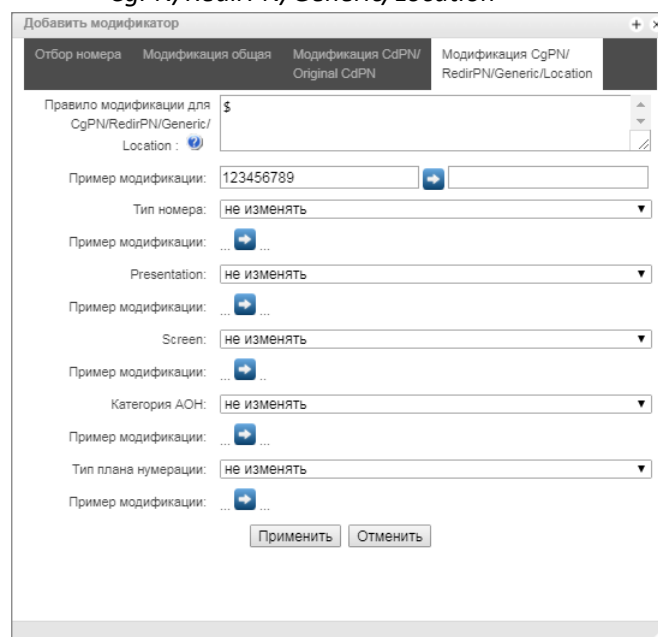 CgPN/RedirPN/Generic/Location
Добавить модификатор
Отбор номера Модификация общая Модификация CdPN/ Original CdPN Модификация CgPN/ RedirPN/Generic/Location
Правило модификации для CgPN/RedirPN/Generic/ Location : $
Пример модификации: 123456789
Тип номера: не изменять
Пример модификации: ... ...
Presentation: не изменять
Пример модификации: ... ...
Screen: не изменять
Пример модификации: ... ..
Категория АОН: не изменять
Пример модификации: ... ...
Тип плана нумерации: не изменять
Пример модификации: ... ...
Применить Отменить